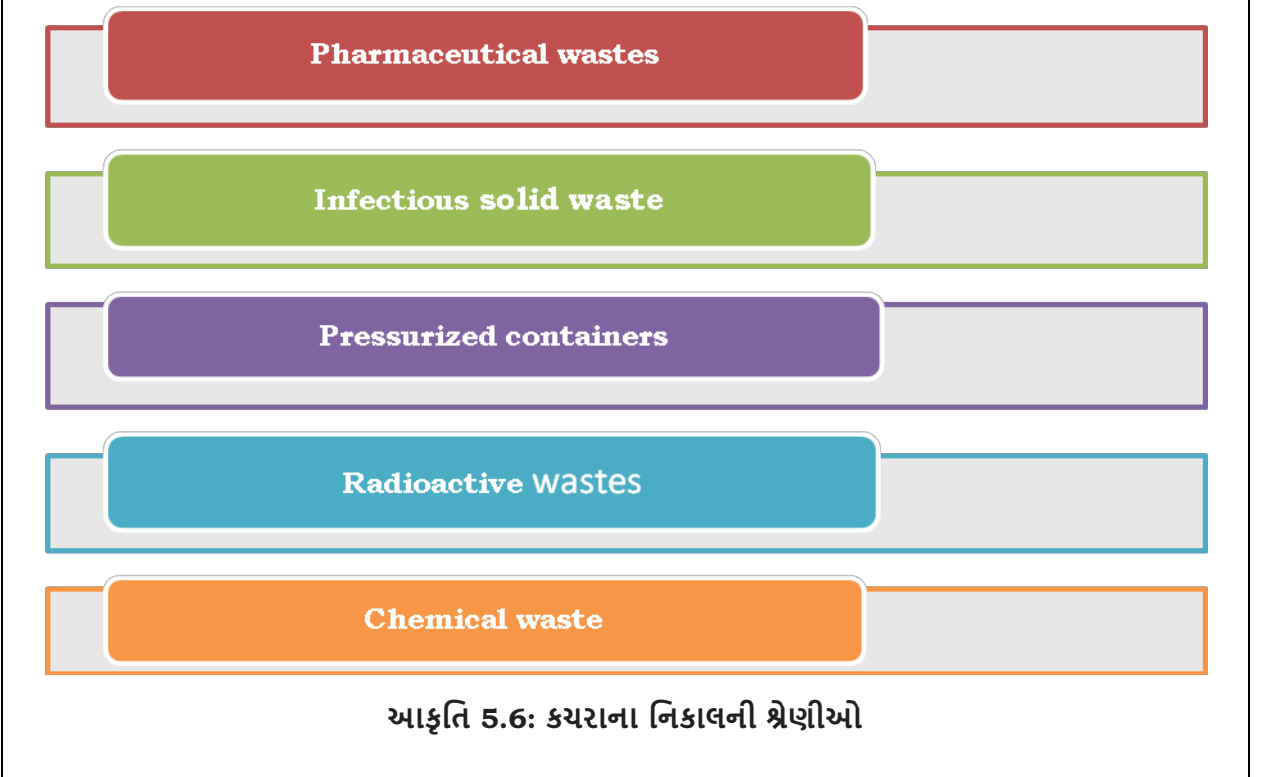 Pharmaceutical wastes
Infectious solid waste
Pressurized containers
Radioactive wastes
Chemical waste
આકૃતિ 5.6: કચરાના નિકાલની શ્રેણીઓ